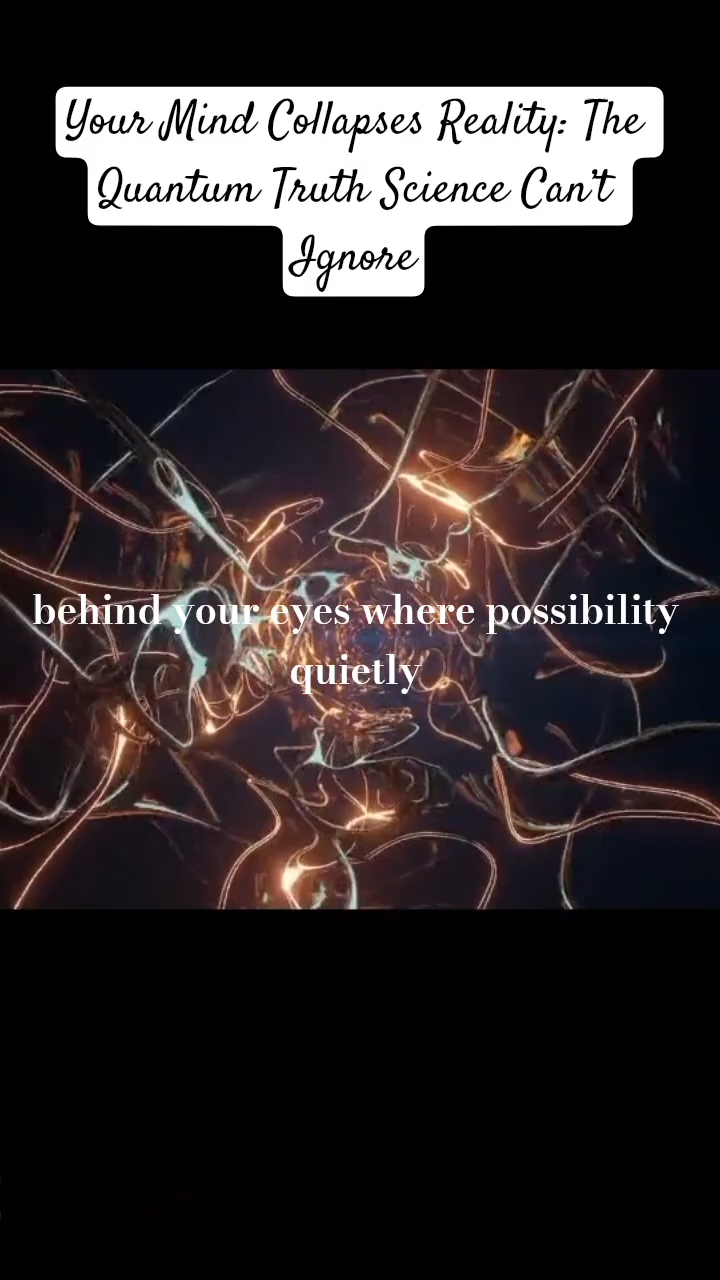 Your Mind Collapses Reality: The
Quantum Truth Science Can't
Ignore
behind your eyes where possibility
quietly